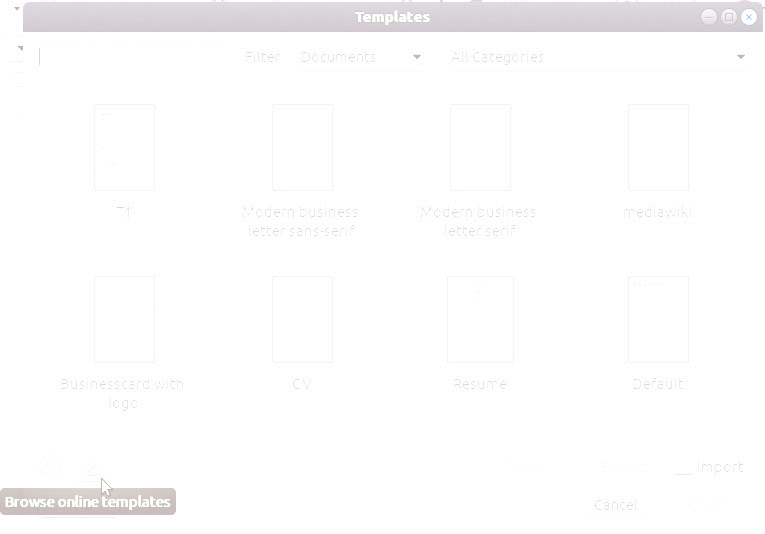 Templates
Filter Documents All Categories
T1
Modern business
letter sans-serif
Modern business
letter serif
mediawiki
Businesscard with
logo
CV
Resume
Default
Import
Browse online templates
Cancel